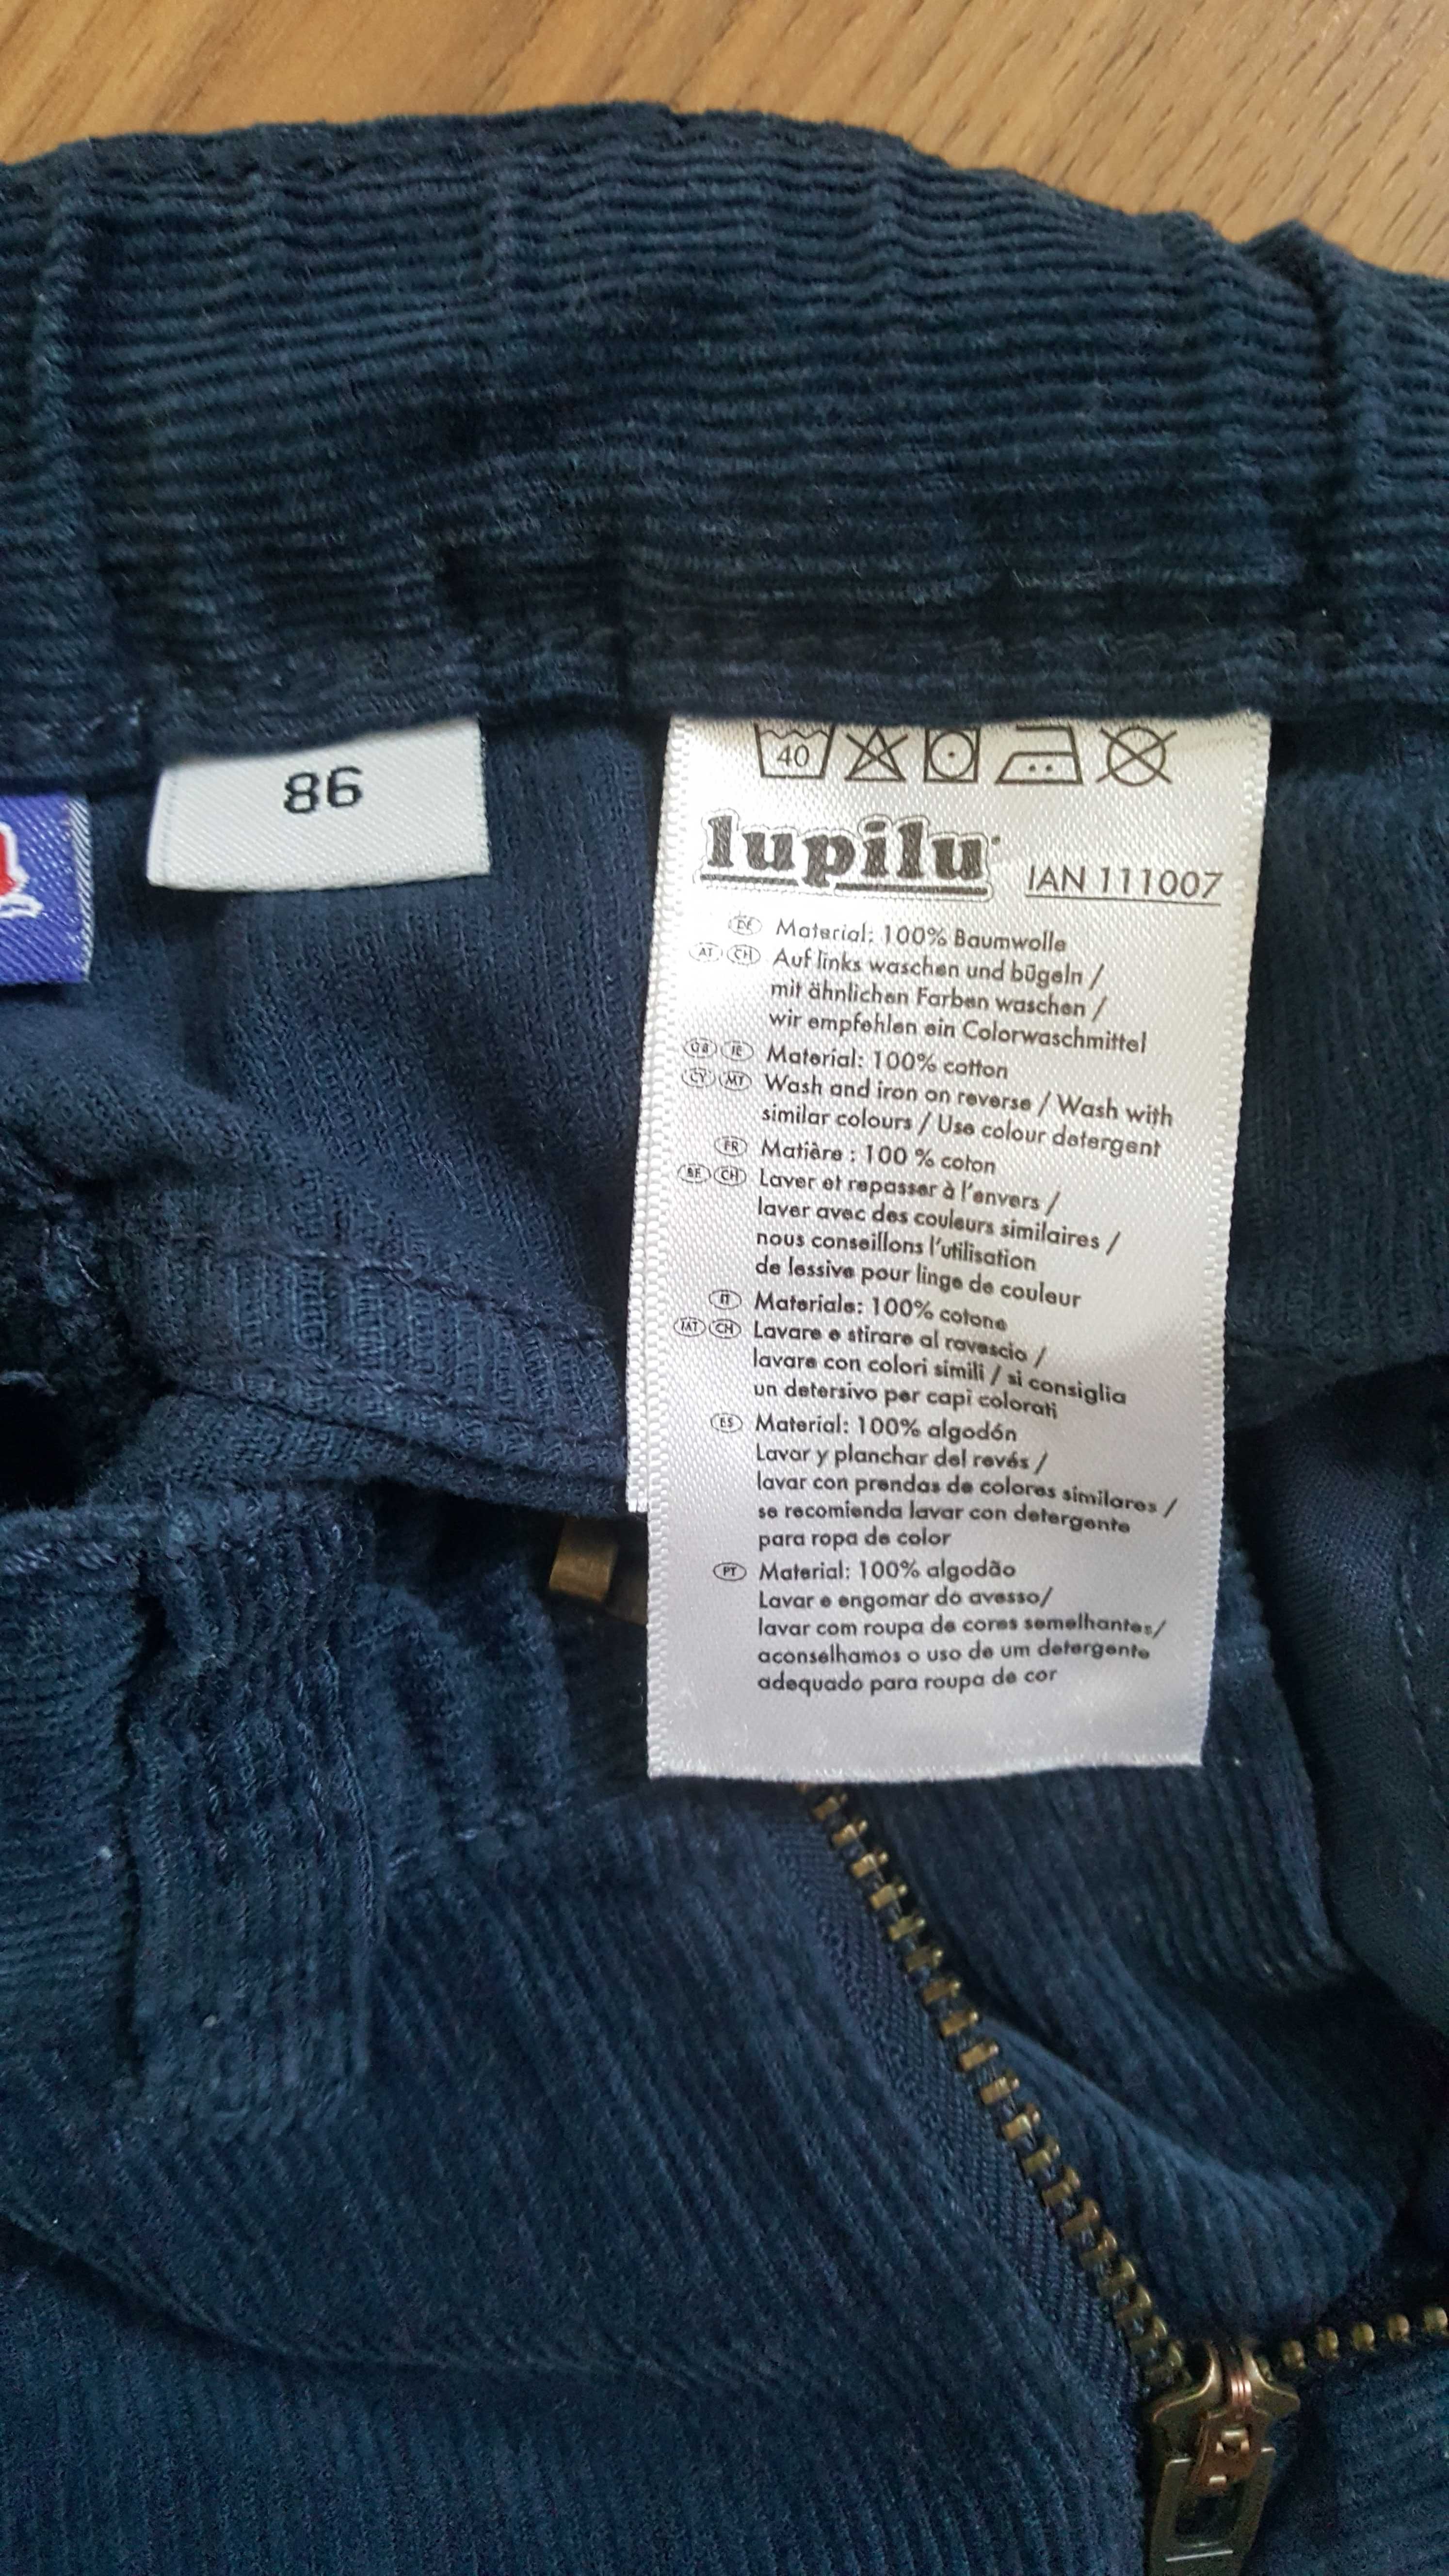 86
40
lupilu
IAN 111007
DE Material: 100% Baumwolle
AT CH Auf links waschen und bügeln /
mit ähnlichen Farben waschen /
wir empfehlen ein Colorwaschmittel
GB IE Material: 100% cotton
CY MT Wash and iron on reverse / Wash with
similar colours / Use colour detergent
FR Matière : 100 % coton
BE CH Laver et repasser à l'envers /
laver avec des couleurs similaires /
nous conseillons l'utilisation
de lessive pour linge de couleur
IT Materiale: 100% cotone
MT CH Lavare e stirare al rovescio /
lavare con colori simili / si consiglia
un detersivo per capi colorati
ES Material: 100% algodón
Lavar y planchar del revés /
lavar con prendas de colores similares /
se recomienda lavar con detergente
para ropa de color
PT Material: 100% algodão
Lavar e engomar do avesso/
lavar com roupa de cores semelhantes/
aconselhamos o uso de um detergente
adequado para roupa de cor